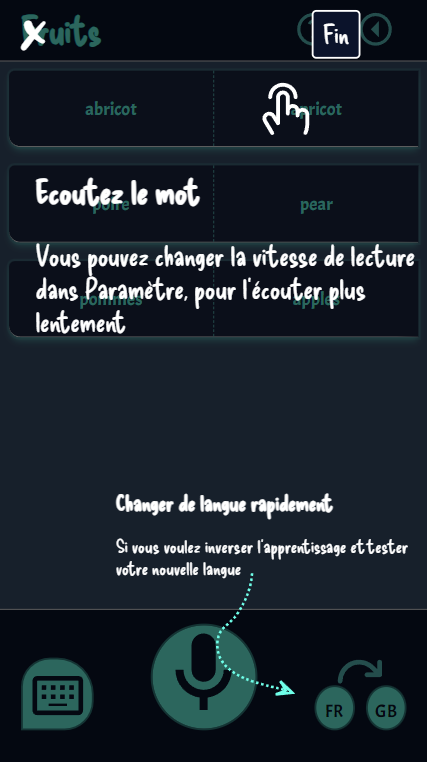 Fruits
Fin
abricot apricot
Ecoutez le mot
poire pear
Vous pouvez changer la vitesse de lecture
dans Paramètre, pour l'écouter plus
lentement
pommes apples
Changer de langue rapidement
Si vous voulez inverser l'apprentissage et tester
votre nouvelle langue
FR GB